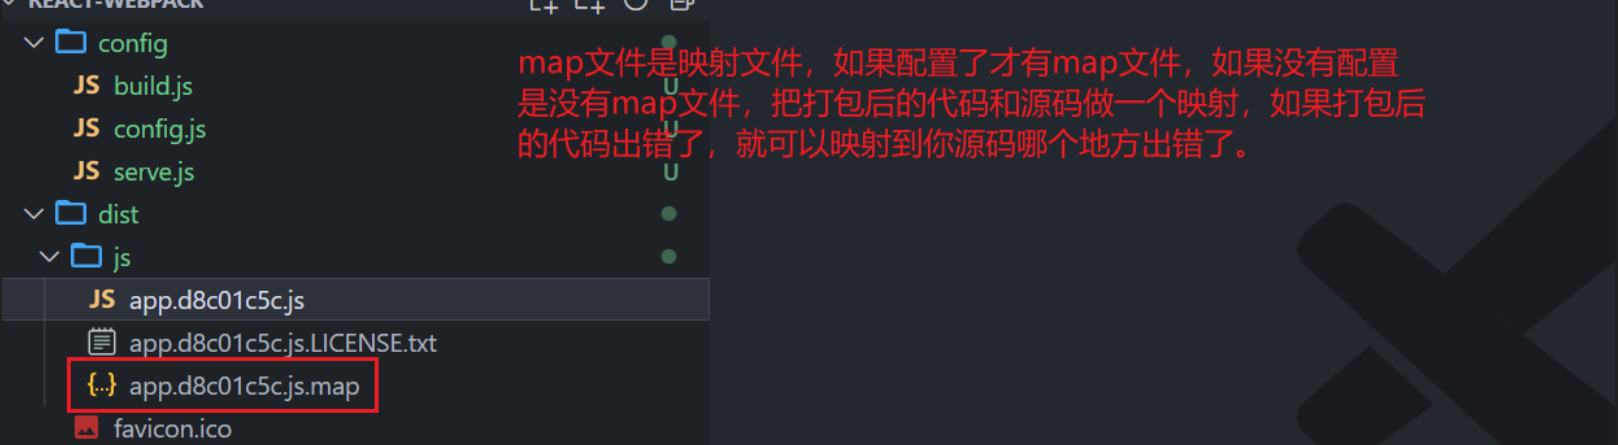 REACT-WEBPACK
config
map文件是映射文件，如果配置了才有map文件，如果没有配置
是没有map文件，把打包后的代码和源码做一个映射，如果打包后
的代码出错了，就可以映射到你源码哪个地方出错了。
JS build.js U
JS config.js U
JS serve.js U
dist
js
JS app.d8c01c5c.js
app.d8c01c5c.js.LICENSE.txt
{...} app.d8c01c5c.js.map
favicon.ico